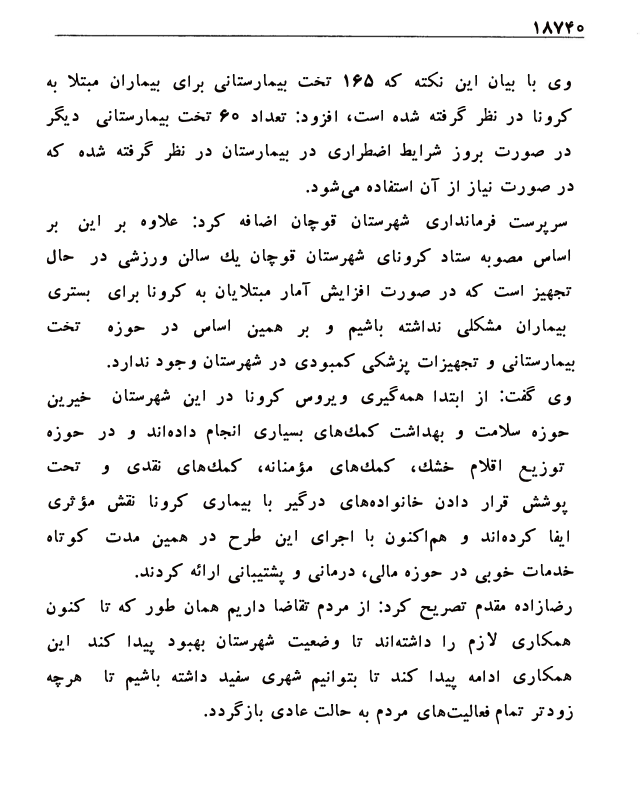 ۱۸۷۴۰
وی با بیان این نکته که ۱۶۵ تخت بیمارستانی برای بیماران مبتلا به
کرونا در نظر گرفته شده است، افزود: تعداد ۶۰ تخت بیمارستانی دیگر
در صورت بروز شرایط اضطراری در بیمارستان در نظر گرفته شده که
در صورت نیاز از آن استفاده می‌شود.
سرپرست فرمانداری شهرستان قوچان اضافه کرد: علاوه بر این بر
اساس مصوبه ستاد کرونای شهرستان قوچان یك سالن ورزشی در حال
تجهیز است که در صورت افزایش آمار مبتلایان به کرونا برای بستری
بیماران مشکلی نداشته باشیم و بر همین اساس در حوزه تخت
بیمارستانی و تجهیزات پزشکی کمبودی در شهرستان وجود ندارد.
وی گفت: از ابتدا همه‌گیری ویروس کرونا در این شهرستان خیرین
حوزه سلامت و بهداشت کمك‌های بسیاری انجام داده‌اند و در حوزه
توزیع اقلام خشك، کمك‌های مؤمنانه، کمك‌های نقدی و تحت
پوشش قرار دادن خانواده‌های درگیر با بیماری کرونا نقش مؤثری
ایفا کرده‌اند و هم‌اکنون با اجرای این طرح در همین مدت کوتاه
خدمات خوبی در حوزه مالی، درمانی و پشتیبانی ارائه کردند.
رضازاده مقدم تصریح کرد: از مردم تقاضا داریم همان طور که تا کنون
همکاری لازم را داشته‌اند تا وضعیت شهرستان بهبود پیدا کند این
همکاری ادامه پیدا کند تا بتوانیم شهری سفید داشته باشیم تا هرچه
زودتر تمام فعالیت‌های مردم به حالت عادی بازگردد.